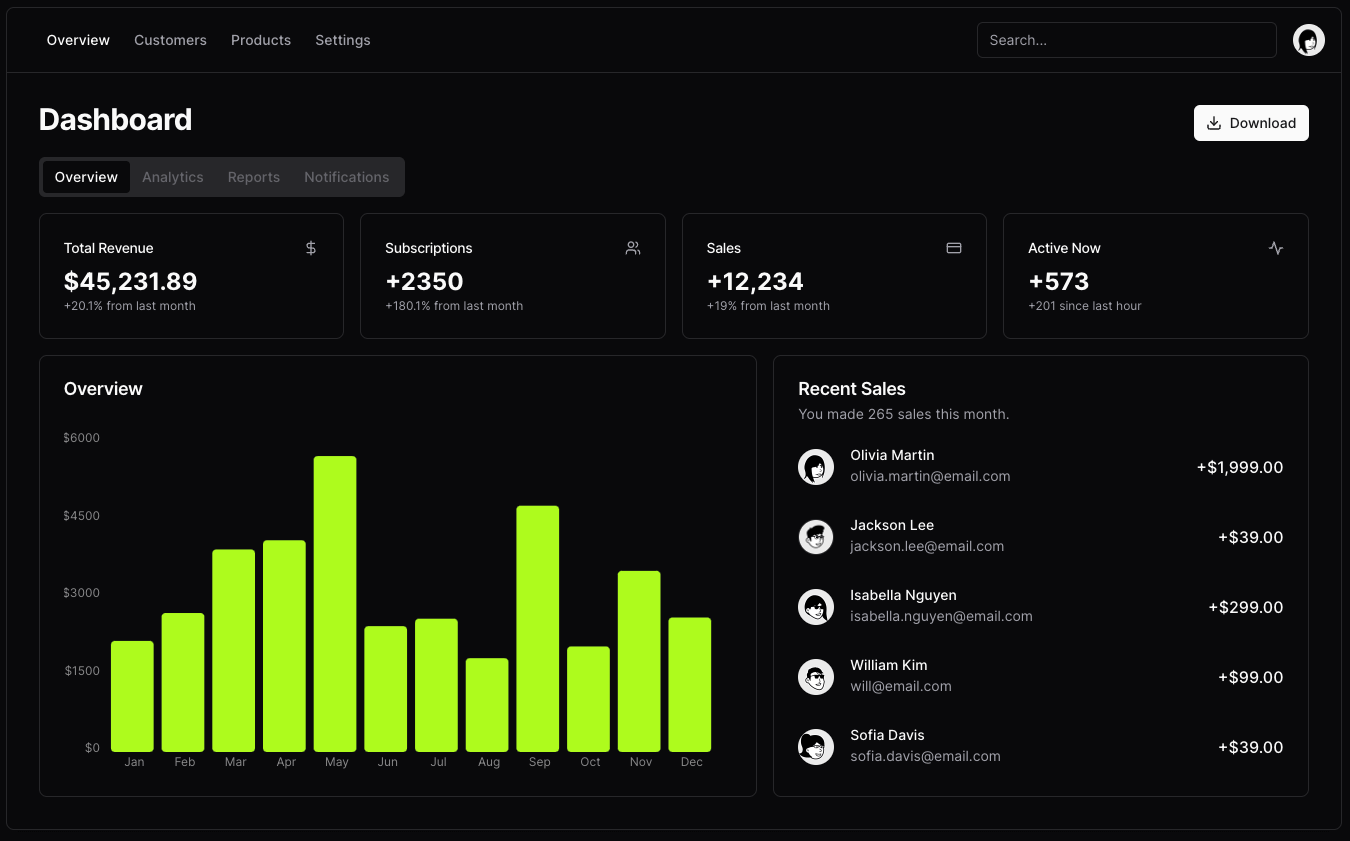 Overview Customers Products Settings Search...
Dashboard
Download
Overview Analytics Reports Notifications
Total Revenue
$45,231.89
+20.1% from last month
Subscriptions
+2350
+180.1% from last month
Sales
+12,234
+19% from last month
Active Now
+573
+201 since last hour
Overview
$6000
$4500
$3000
$1500
$0
Jan Feb Mar Apr May Jun Jul Aug Sep Oct Nov Dec
Recent Sales
You made 265 sales this month.
Olivia Martin
olivia.martin@email.com
+$1,999.00
Jackson Lee
jackson.lee@email.com
+$39.00
Isabella Nguyen
isabella.nguyen@email.com
+$299.00
William Kim
will@email.com
+$99.00
Sofia Davis
sofia.davis@email.com
+$39.00